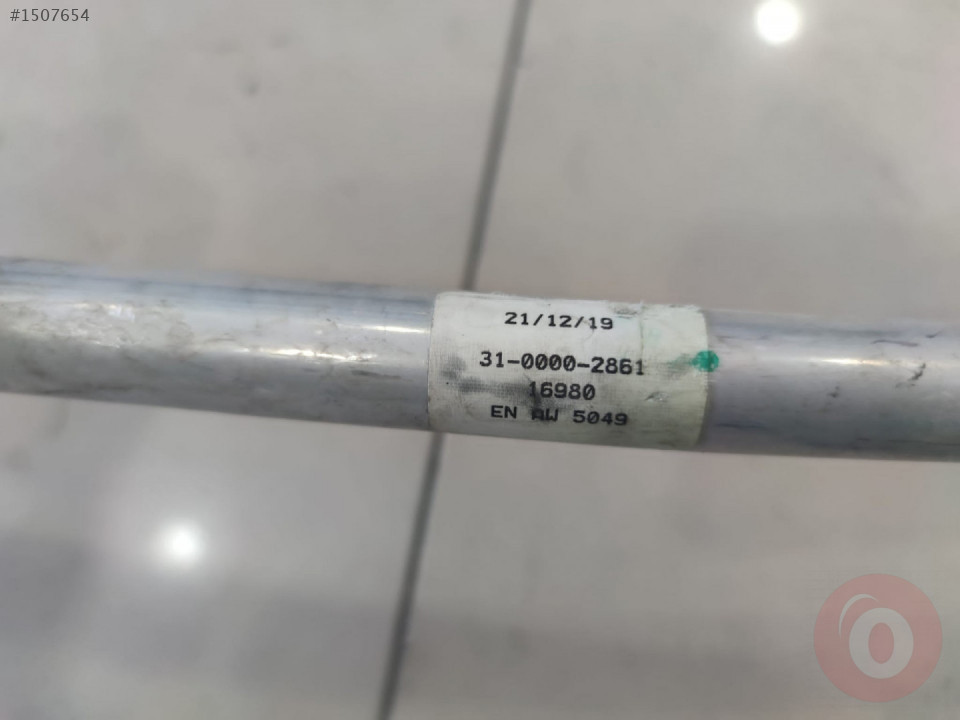 #1507654
21/12/19
31-0000-2861
16980
EN AW 5049
O